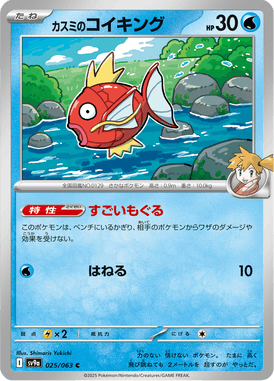 たね カスミのコイキング HP30
全国図鑑NO.0129 さかなポケモン 高さ：0.9m 重さ：10.0kg
特性 すごいもぐる
このポケモンは、ベンチにいるかぎり、相手のポケモンからワザのダメージや
効果を受けない。
はねる 10
弱点 ×2 抵抗力 にげる
Illus. Shimaris Yukichi
I sv9a 025/063 C
力のない 情けない ポケモン。たまに 高く
飛び跳ねても 2メートルを 超すのが やっと。
©2025 Pokémon/Nintendo/Creatures/GAME FREAK.